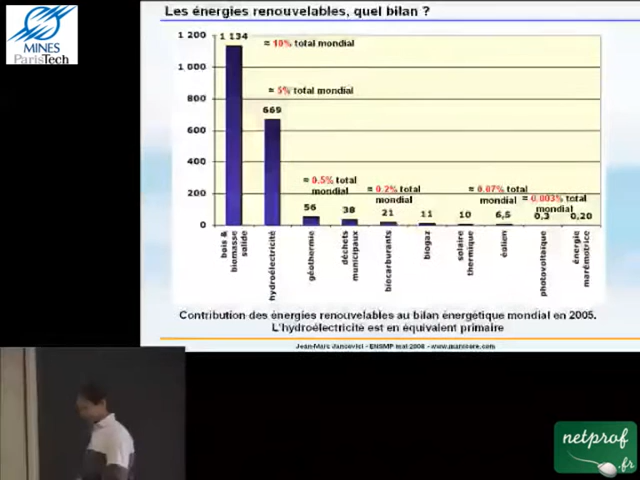 Les énergies renouvelables, quel bilan ?
MINES
ParisTech
1 200
1 000
800
600
400
200
0
1 134
≈ 10% total mondial
≈ 5% total mondial
669
≈ 0.5% total
mondial
≈ 0.2% total
mondial
≈ 0.07% total
mondial
≈ 0.003% total
mondial
56
38
21
11
10
6,5
0,3
0,20
bois &
biomasse
solide
hydroélectricité
géothermie
déchets
municipaux
biocarburants
biogaz
solaire
thermique
éolien
photovoltaïque
énergie
marémotrice
Contribution des énergies renouvelables au bilan énergétique mondial en 2005.
L'hydroélectricité est en équivalent primaire
Jean-Marc Jancovici - ENSMP mai 2008 - www.manicore.com
netprof
.fr